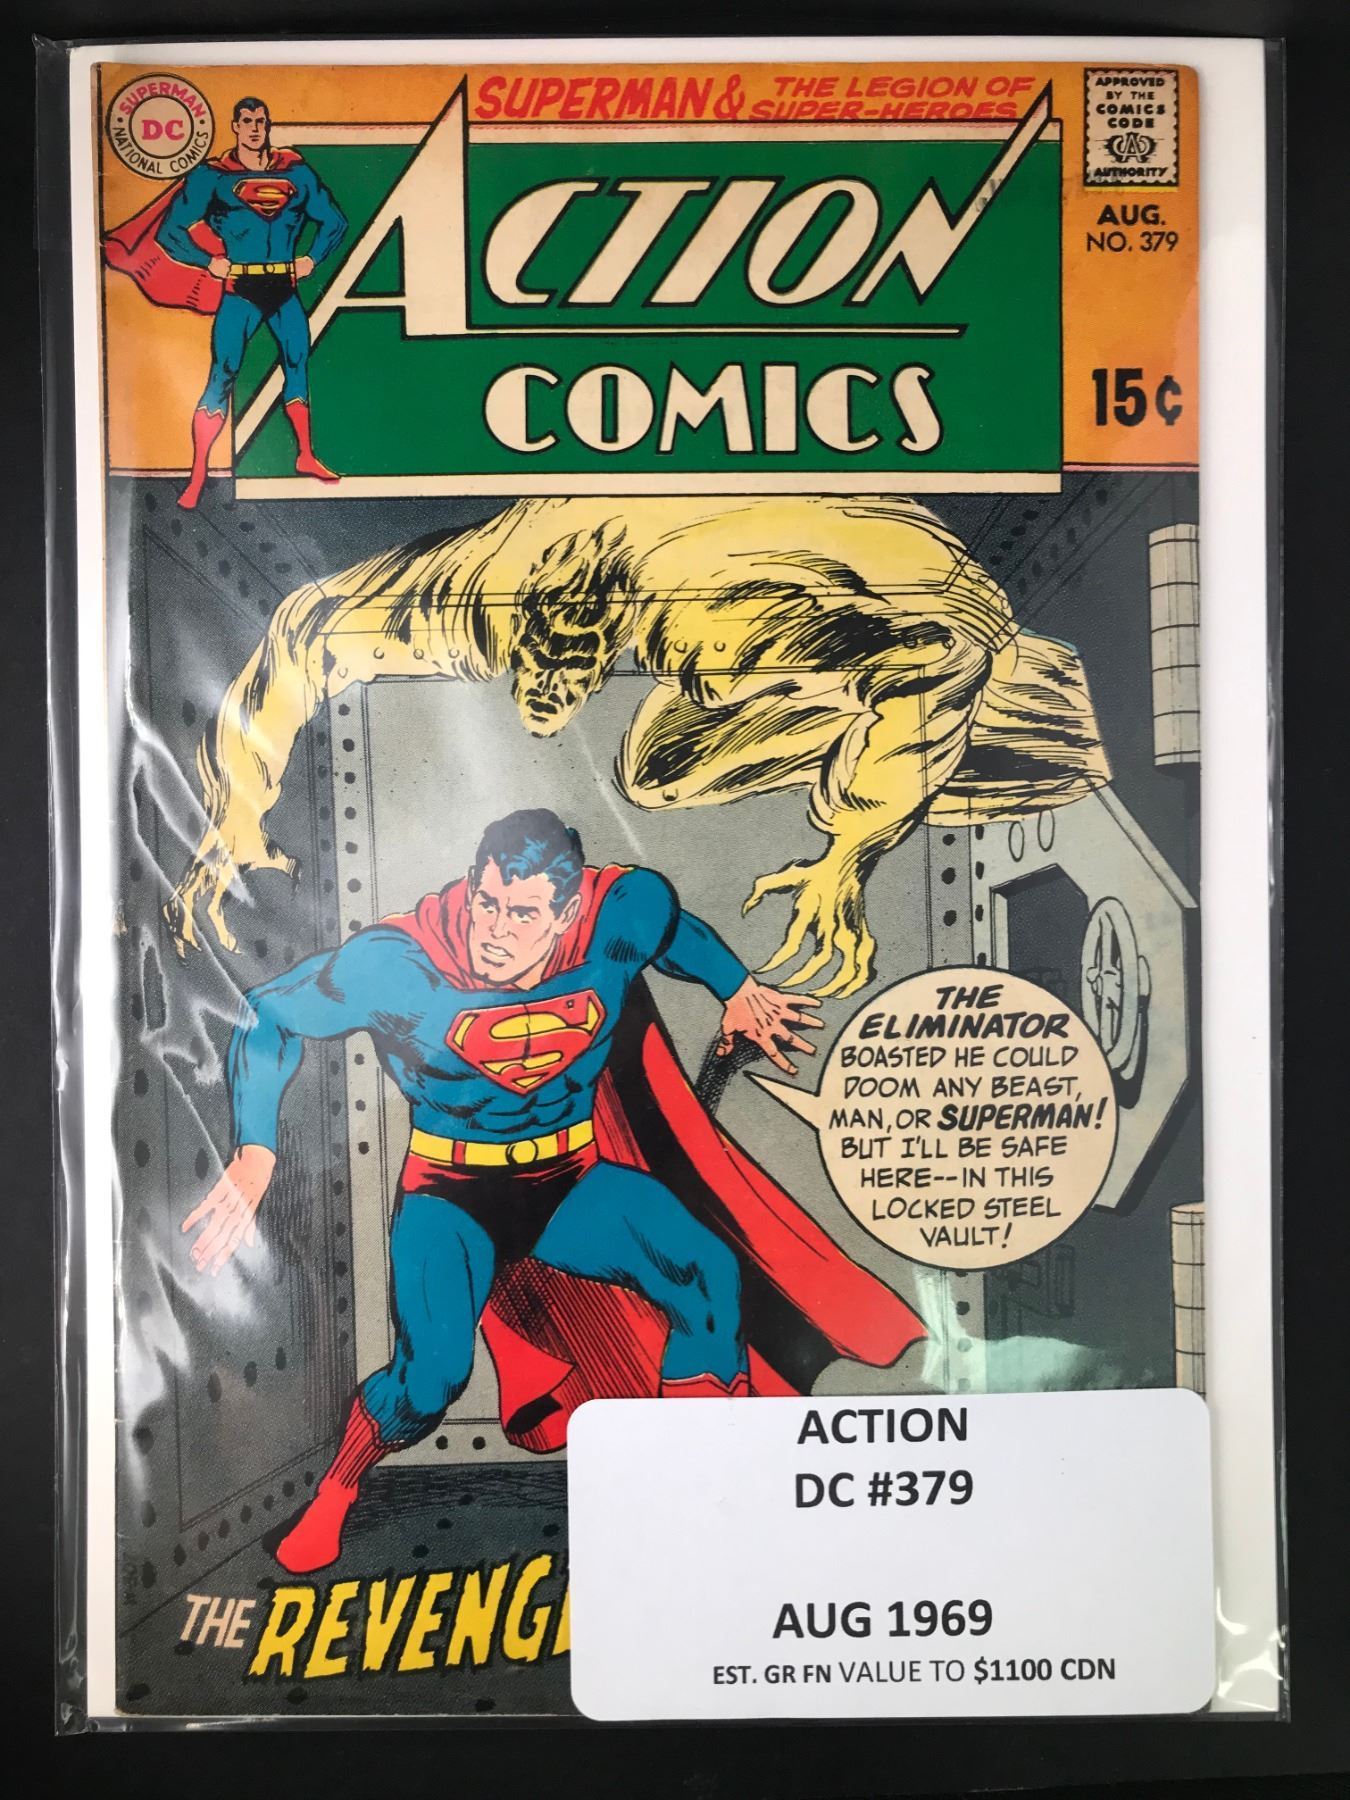 SUPERMAN & THE LEGION OF
SUPER-HEROES
SUPERMAN
DC
NATIONAL COMICS
APPROVED
BY THE
COMICS
CODE
AUTHORITY
ACTION
COMICS
AUG.
NO. 379
15¢
THE
ELIMINATOR
BOASTED HE COULD
DOOM ANY BEAST,
MAN, OR SUPERMAN!
BUT I'LL BE SAFE
HERE--IN THIS
LOCKED STEEL
VAULT!
THE REVENG
ACTION
DC #379
AUG 1969
EST. GR FN VALUE TO $1100 CDN